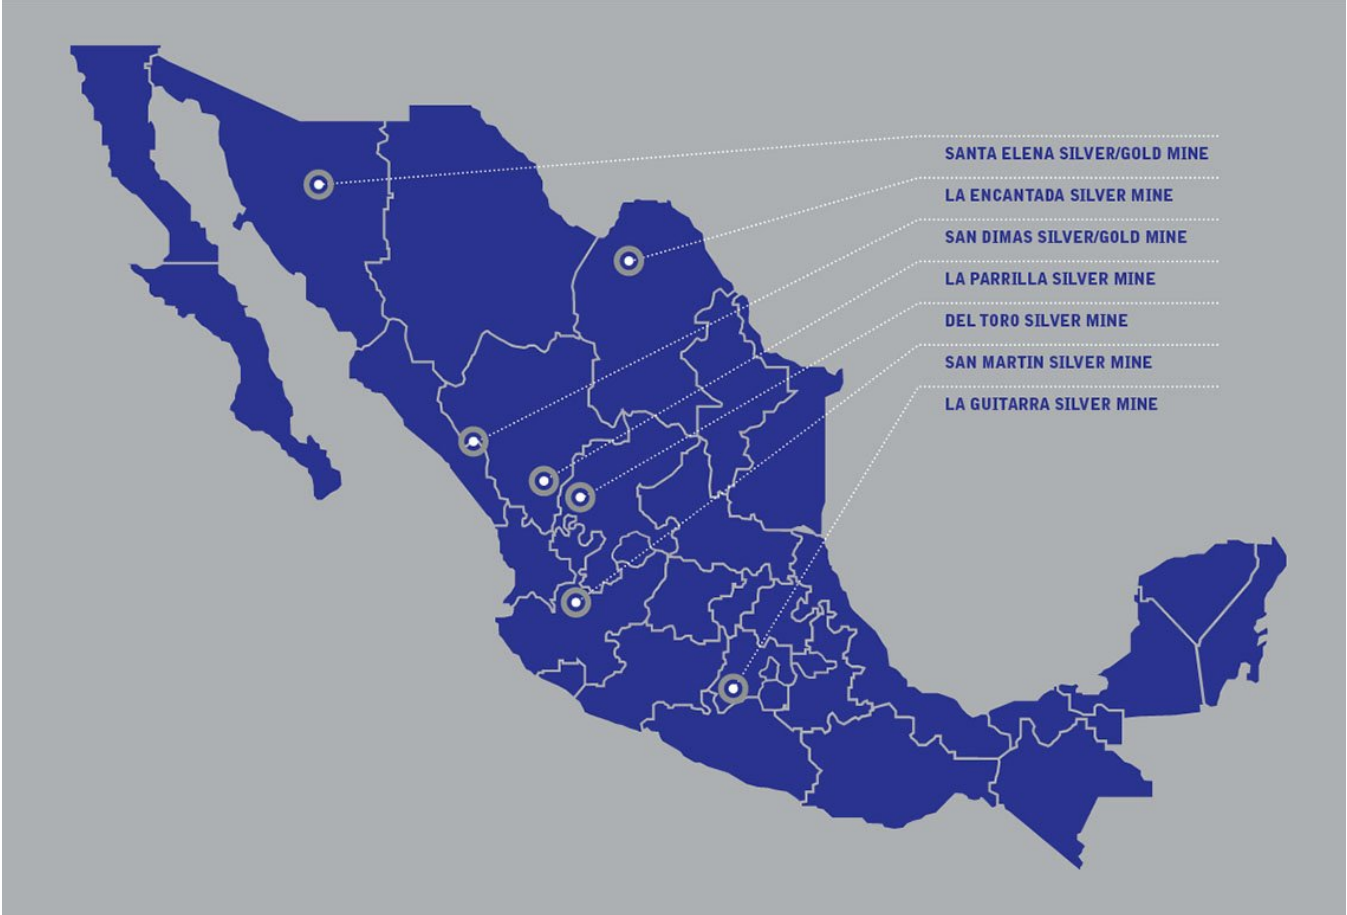 SANTA ELENA SILVER/GOLD MINE
LA ENCANTADA SILVER MINE
SAN DIMAS SILVER/GOLD MINE
LA PARRILLA SILVER MINE
DEL TORO SILVER MINE
SAN MARTIN SILVER MINE
LA GUITARRA SILVER MINE